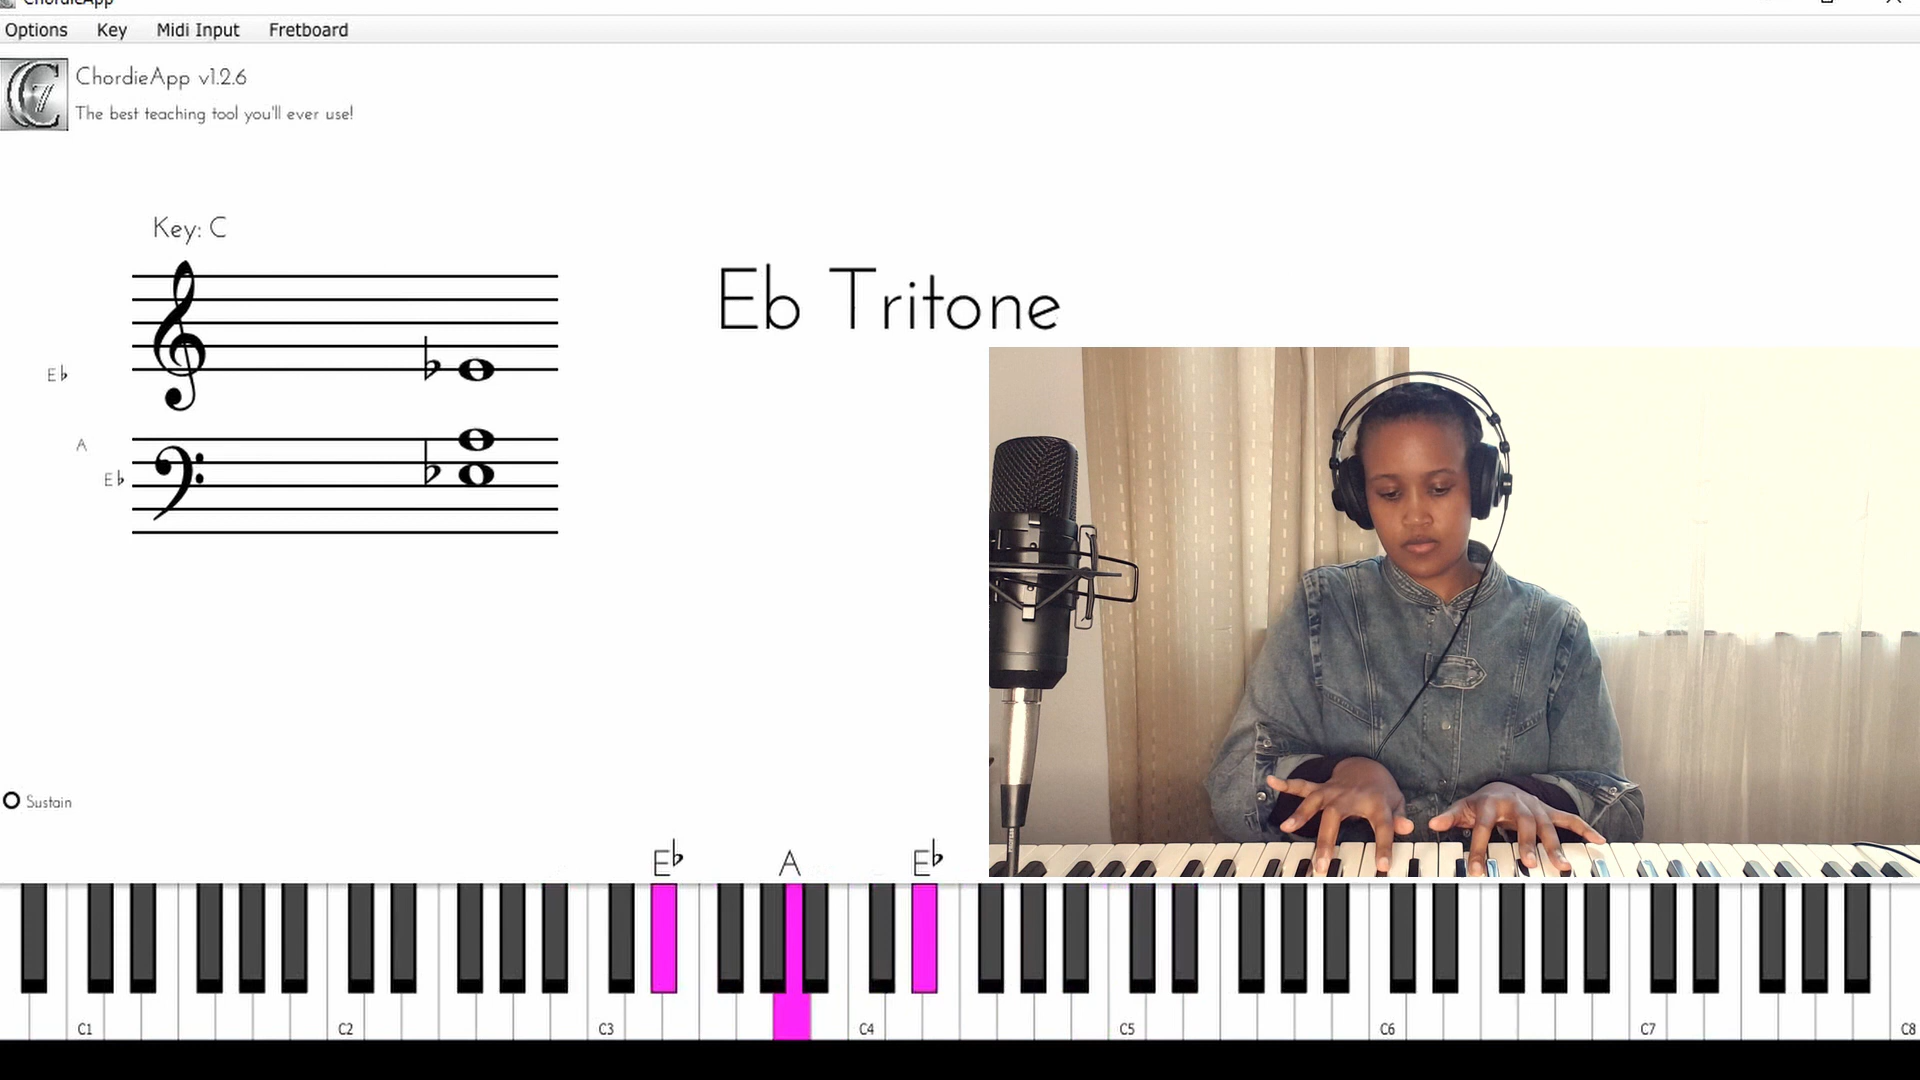 ChordieApp
Options Key Midi Input Fretboard
ChordieApp v1.2.6
The best teaching tool you'll ever use!
Key: C
Eb Tritone
E♭
A
E♭
Sustain
E♭ A E♭
C1 C2 C3 C4 C5 C6 C7 C8